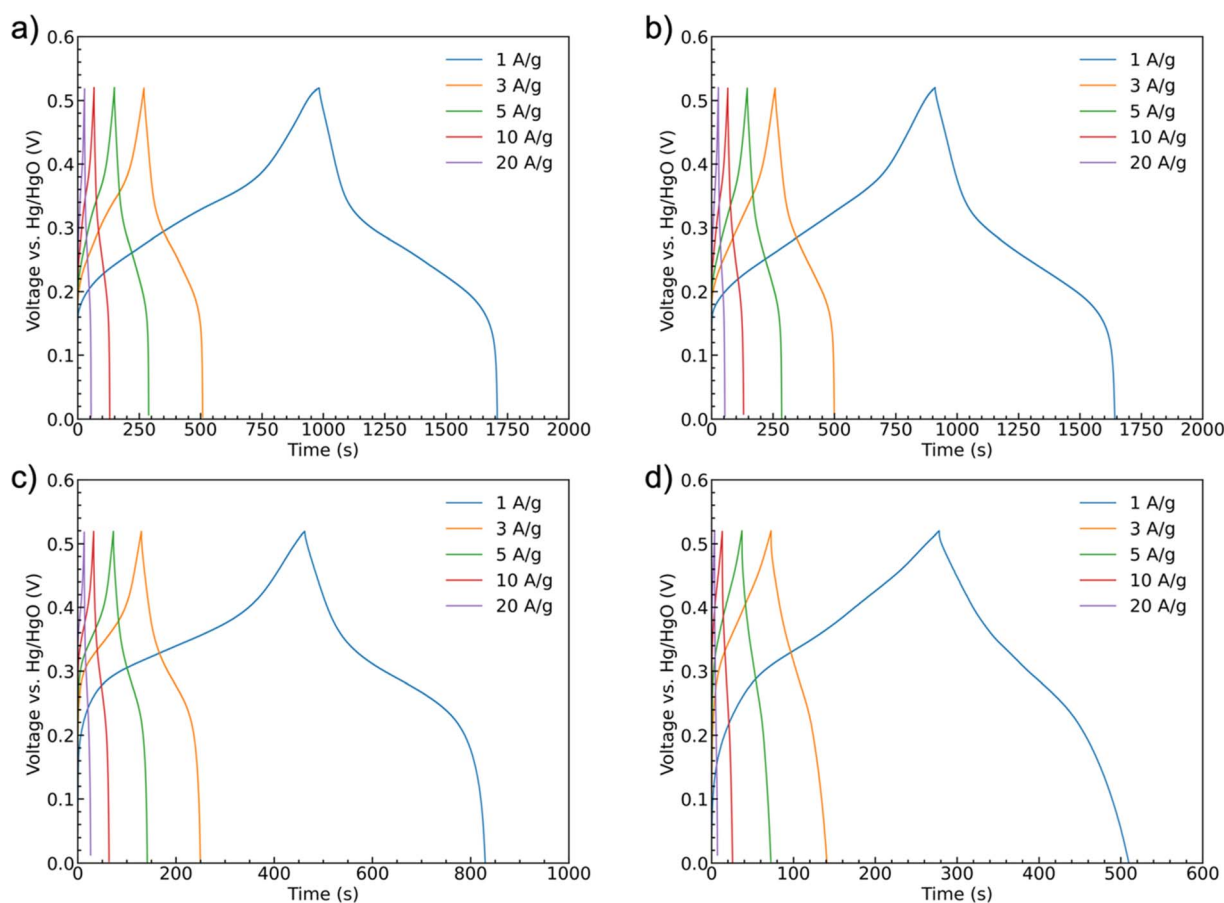 a)
0.6
0.5
0.4
0.3
0.2
0.1
0.0
Voltage vs. Hg/HgO (V)
1 A/g
3 A/g
5 A/g
10 A/g
20 A/g
0 250 500 750 1000 1250 1500 1750 2000
Time (s)
b)
0.6
0.5
0.4
0.3
0.2
0.1
0.0
Voltage vs. Hg/HgO (V)
1 A/g
3 A/g
5 A/g
10 A/g
20 A/g
0 250 500 750 1000 1250 1500 1750 2000
Time (s)
c)
0.6
0.5
0.4
0.3
0.2
0.1
0.0
Voltage vs. Hg/HgO (V)
1 A/g
3 A/g
5 A/g
10 A/g
20 A/g
0 200 400 600 800 1000
Time (s)
d)
0.6
0.5
0.4
0.3
0.2
0.1
0.0
Voltage vs. Hg/HgO (V)
1 A/g
3 A/g
5 A/g
10 A/g
20 A/g
0 100 200 300 400 500 600
Time (s)